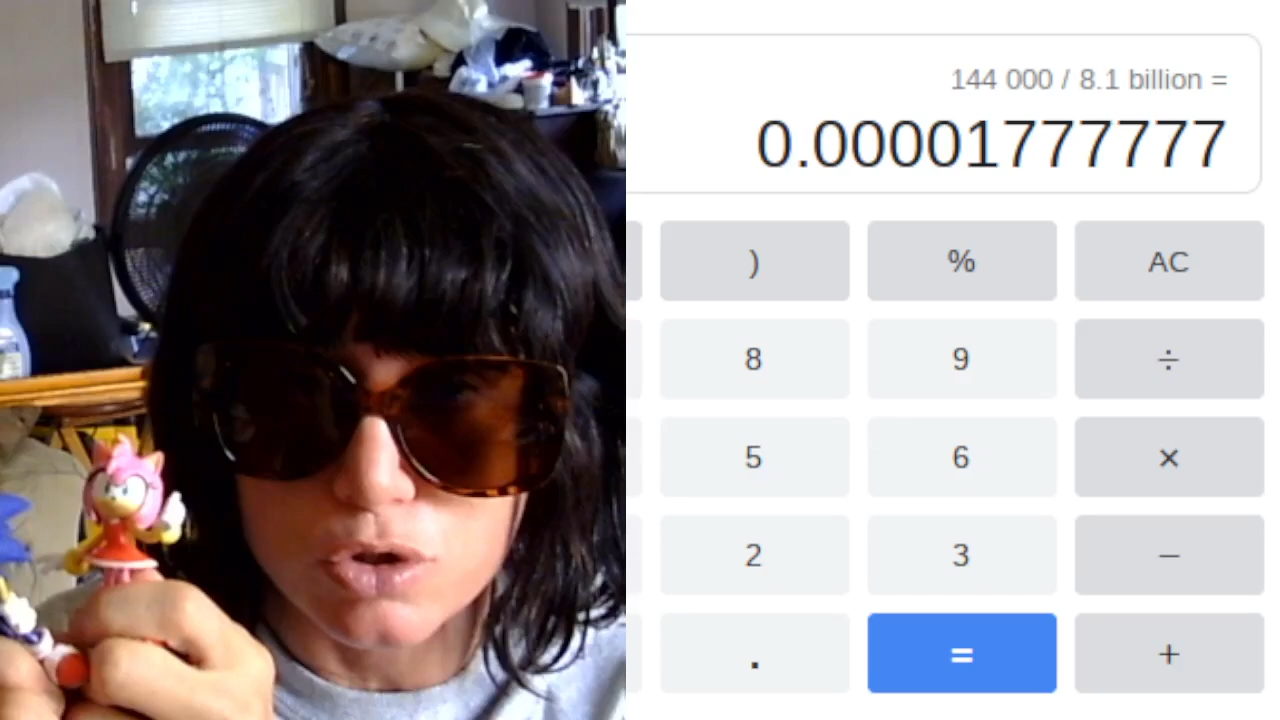 144 000 / 8.1 billion =
0.00001777777
) % AC
8 9 ÷
5 6 ×
2 3 −
. = +